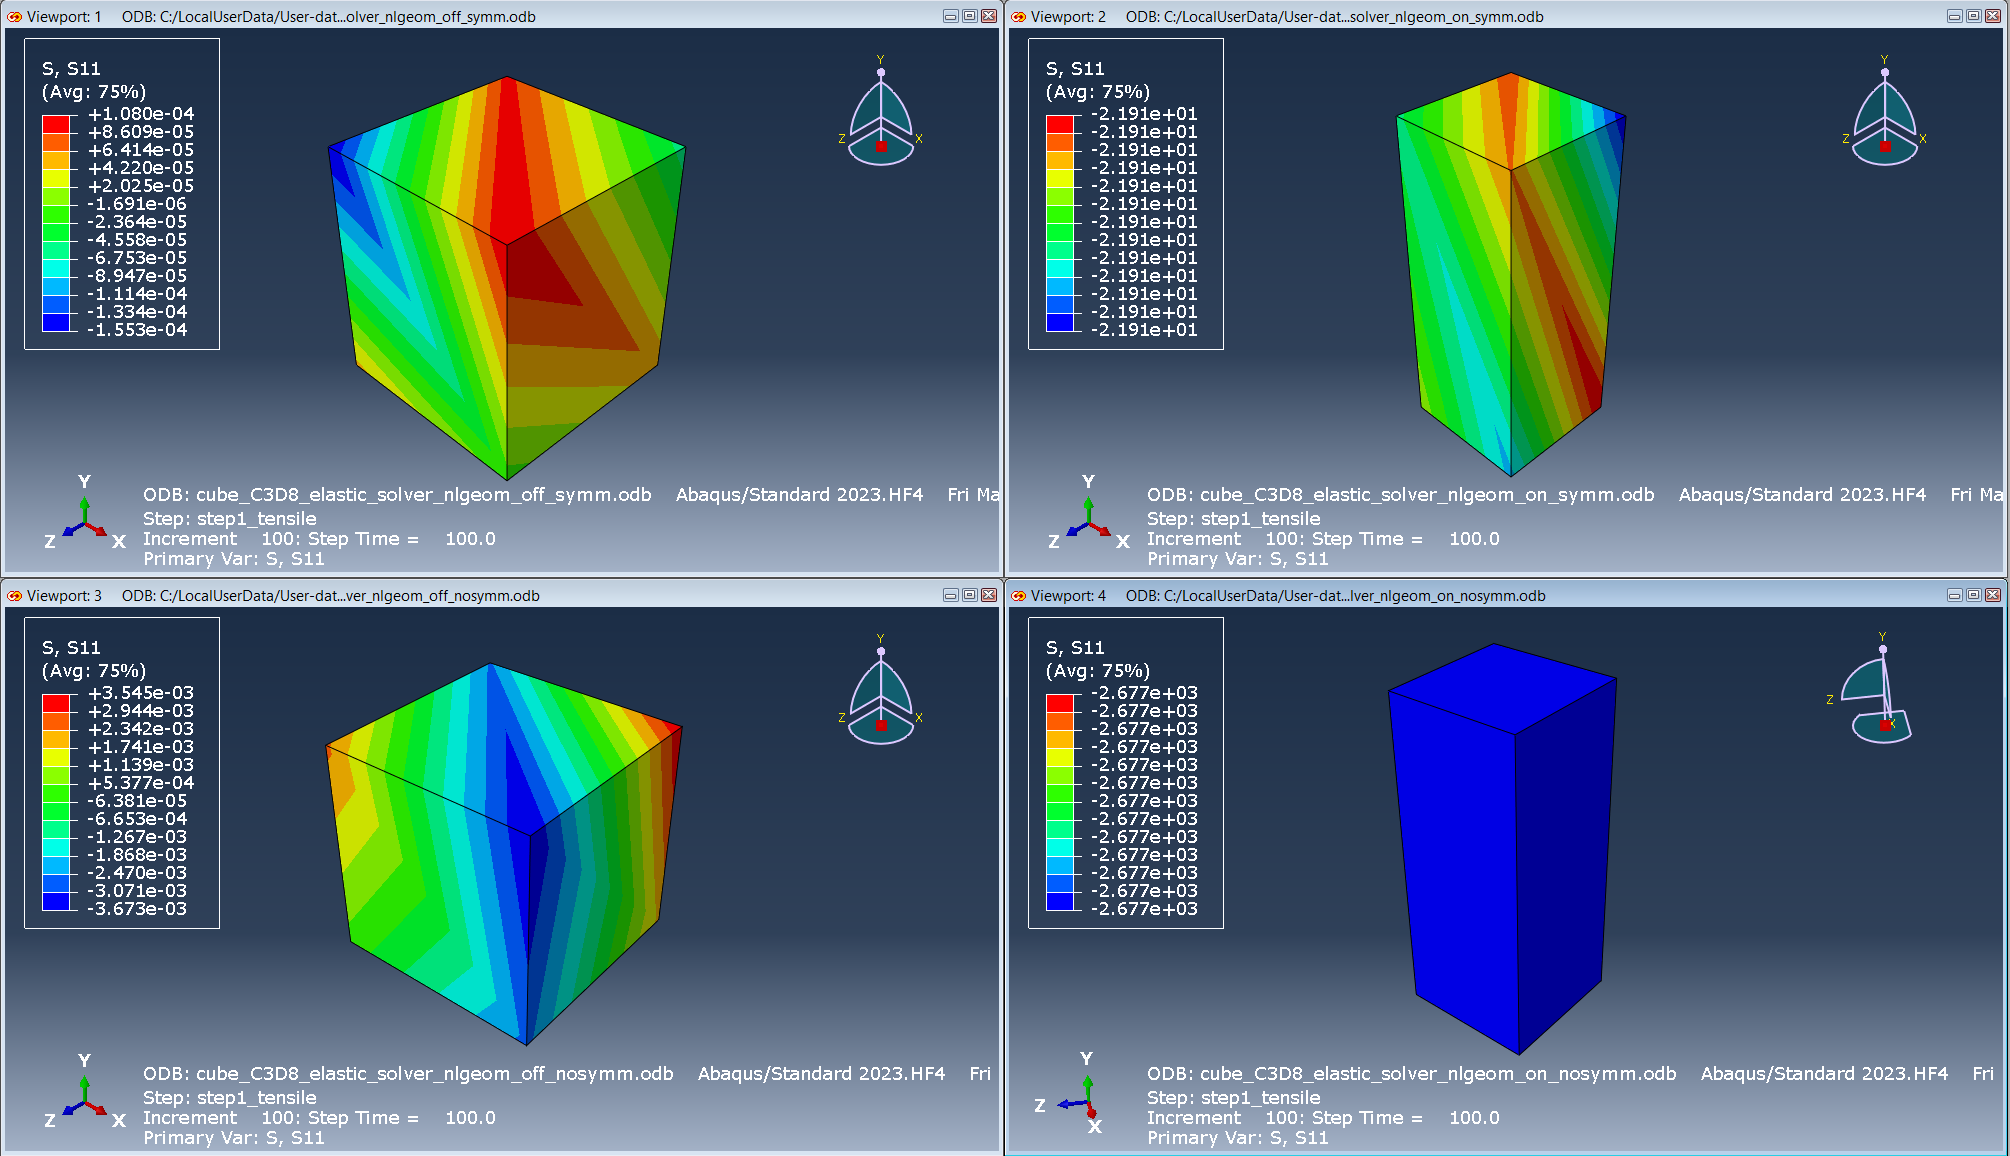 Viewport: 1 ODB: C:/LocalUserData/User-dat...olver_nlgeom_off_symm.odb
S, S11
(Avg: 75%)
+1.080e-04
+8.609e-05
+6.414e-05
+4.220e-05
+2.025e-05
-1.691e-06
-2.364e-05
-4.558e-05
-6.753e-05
-8.947e-05
-1.114e-04
-1.334e-04
-1.553e-04
Y
Z
X
Y
Z
X
ODB: cube_C3D8_elastic_solver_nlgeom_off_symm.odb Abaqus/Standard 2023.HF4 Fri Ma
Step: step1_tensile
Increment 100: Step Time = 100.0
Primary Var: S, S11
Viewport: 2 ODB: C:/LocalUserData/User-dat...solver_nlgeom_on_symm.odb
S, S11
(Avg: 75%)
-2.191e+01
-2.191e+01
-2.191e+01
-2.191e+01
-2.191e+01
-2.191e+01
-2.191e+01
-2.191e+01
-2.191e+01
-2.191e+01
-2.191e+01
-2.191e+01
-2.191e+01
Y
Z
X
Y
Z
X
ODB: cube_C3D8_elastic_solver_nlgeom_on_symm.odb Abaqus/Standard 2023.HF4 Fri Ma
Step: step1_tensile
Increment 100: Step Time = 100.0
Primary Var: S, S11
Viewport: 3 ODB: C:/LocalUserData/User-dat...ver_nlgeom_off_nosymm.odb
S, S11
(Avg: 75%)
+3.545e-03
+2.944e-03
+2.342e-03
+1.741e-03
+1.139e-03
+5.377e-04
-6.381e-05
-6.653e-04
-1.267e-03
-1.868e-03
-2.470e-03
-3.071e-03
-3.673e-03
Y
Z
X
Y
Z
X
ODB: cube_C3D8_elastic_solver_nlgeom_off_nosymm.odb Abaqus/Standard 2023.HF4 Fri
Step: step1_tensile
Increment 100: Step Time = 100.0
Primary Var: S, S11
Viewport: 4 ODB: C:/LocalUserData/User-dat...lver_nlgeom_on_nosymm.odb
S, S11
(Avg: 75%)
-2.677e+03
-2.677e+03
-2.677e+03
-2.677e+03
-2.677e+03
-2.677e+03
-2.677e+03
-2.677e+03
-2.677e+03
-2.677e+03
-2.677e+03
-2.677e+03
-2.677e+03
Y
Z
X
Y
Z
X
ODB: cube_C3D8_elastic_solver_nlgeom_on_nosymm.odb Abaqus/Standard 2023.HF4 Fri
Step: step1_tensile
Increment 100: Step Time = 100.0
Primary Var: S, S11